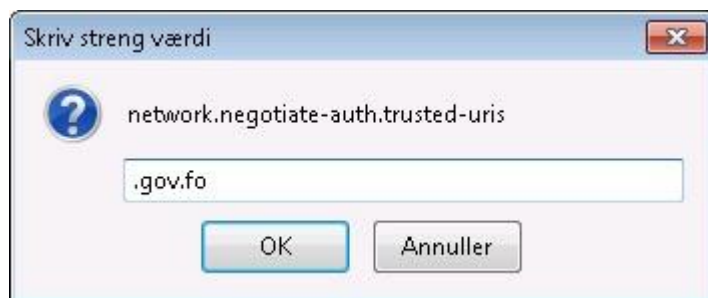 Skriv streng værdi
network.negotiate-auth.trusted-uris
.gov.fo
OK
Annuller